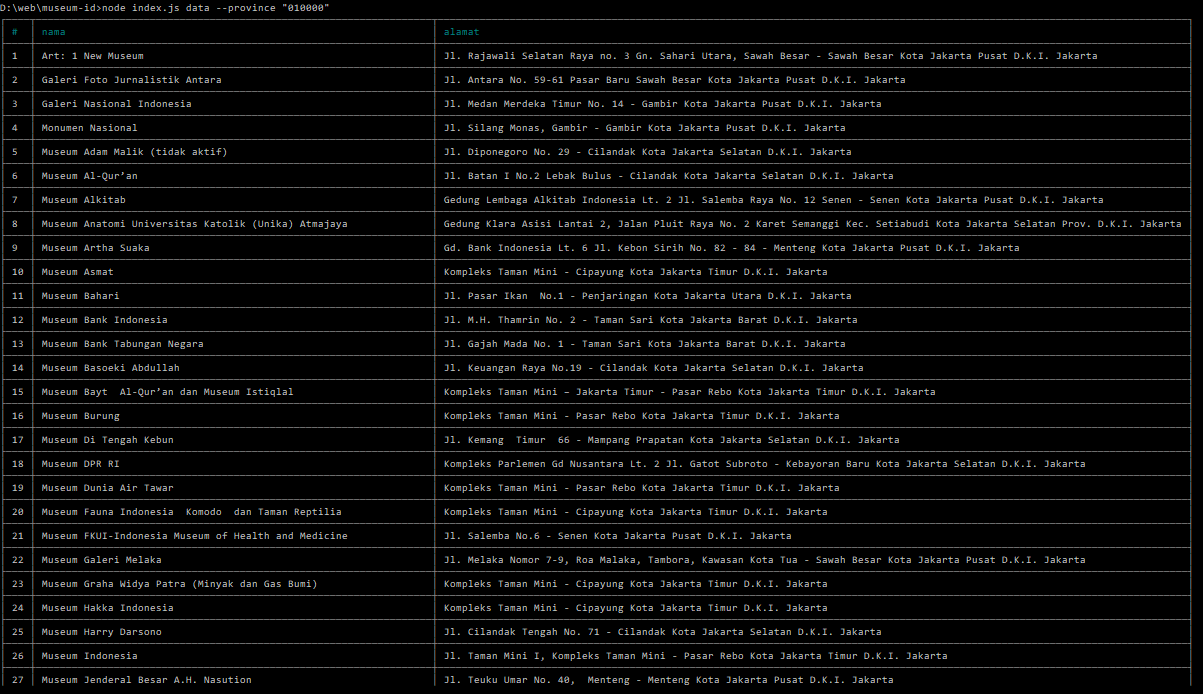 D:\web\museum-id>node index.js data --province "010000"
# nama alamat
1 Art: 1 New Museum Jl. Rajawali Selatan Raya no. 3 Gn. Sahari Utara, Sawah Besar - Sawah Besar Kota Jakarta Pusat D.K.I. Jakarta
2 Galeri Foto Jurnalistik Antara Jl. Antara No. 59-61 Pasar Baru Sawah Besar Kota Jakarta Pusat D.K.I. Jakarta
3 Galeri Nasional Indonesia Jl. Medan Merdeka Timur No. 14 - Gambir Kota Jakarta Pusat D.K.I. Jakarta
4 Monumen Nasional Jl. Silang Monas, Gambir - Gambir Kota Jakarta Pusat D.K.I. Jakarta
5 Museum Adam Malik (tidak aktif) Jl. Diponegoro No. 29 - Cilandak Kota Jakarta Selatan D.K.I. Jakarta
6 Museum Al-Qur’an Jl. Batan I No.2 Lebak Bulus - Cilandak Kota Jakarta Selatan D.K.I. Jakarta
7 Museum Alkitab Gedung Lembaga Alkitab Indonesia Lt. 2 Jl. Salemba Raya No. 12 Senen - Senen Kota Jakarta Pusat D.K.I. Jakarta
8 Museum Anatomi Universitas Katolik (Unika) Atmajaya Gedung Klara Asisi Lantai 2, Jalan Pluit Raya No. 2 Karet Semanggi Kec. Setiabudi Kota Jakarta Selatan Prov. D.K.I. Jakarta
9 Museum Artha Suaka Gd. Bank Indonesia Lt. 6 Jl. Kebon Sirih No. 82 - 84 - Menteng Kota Jakarta Pusat D.K.I. Jakarta
10 Museum Asmat Kompleks Taman Mini - Cipayung Kota Jakarta Timur D.K.I. Jakarta
11 Museum Bahari Jl. Pasar Ikan  No.1 - Penjaringan Kota Jakarta Utara D.K.I. Jakarta
12 Museum Bank Indonesia Jl. M.H. Thamrin No. 2 - Taman Sari Kota Jakarta Barat D.K.I. Jakarta
13 Museum Bank Tabungan Negara Jl. Gajah Mada No. 1 - Taman Sari Kota Jakarta Barat D.K.I. Jakarta
14 Museum Basoeki Abdullah Jl. Keuangan Raya No.19 - Cilandak Kota Jakarta Selatan D.K.I. Jakarta
15 Museum Bayt  Al-Qur’an dan Museum Istiqlal Kompleks Taman Mini – Jakarta Timur - Pasar Rebo Kota Jakarta Timur D.K.I. Jakarta
16 Museum Burung Kompleks Taman Mini - Pasar Rebo Kota Jakarta Timur D.K.I. Jakarta
17 Museum Di Tengah Kebun Jl. Kemang  Timur  66 - Mampang Prapatan Kota Jakarta Selatan D.K.I. Jakarta
18 Museum DPR RI Kompleks Parlemen Gd Nusantara Lt. 2 Jl. Gatot Subroto - Kebayoran Baru Kota Jakarta Selatan D.K.I. Jakarta
19 Museum Dunia Air Tawar Kompleks Taman Mini - Pasar Rebo Kota Jakarta Timur D.K.I. Jakarta
20 Museum Fauna Indonesia  Komodo  dan Taman Reptilia Kompleks Taman Mini - Cipayung Kota Jakarta Timur D.K.I. Jakarta
21 Museum FKUI-Indonesia Museum of Health and Medicine Jl. Salemba No.6 - Senen Kota Jakarta Pusat D.K.I. Jakarta
22 Museum Galeri Melaka Jl. Melaka Nomor 7-9, Roa Malaka, Tambora, Kawasan Kota Tua - Sawah Besar Kota Jakarta Pusat D.K.I. Jakarta
23 Museum Graha Widya Patra (Minyak dan Gas Bumi) Kompleks Taman Mini - Cipayung Kota Jakarta Timur D.K.I. Jakarta
24 Museum Hakka Indonesia Kompleks Taman Mini - Cipayung Kota Jakarta Timur D.K.I. Jakarta
25 Museum Harry Darsono Jl. Cilandak Tengah No. 71 - Cilandak Kota Jakarta Selatan D.K.I. Jakarta
26 Museum Indonesia Jl. Taman Mini I, Kompleks Taman Mini - Pasar Rebo Kota Jakarta Timur D.K.I. Jakarta
27 Museum Jenderal Besar A.H. Nasution Jl. Teuku Umar No. 40,  Menteng - Menteng Kota Jakarta Pusat D.K.I. Jakarta